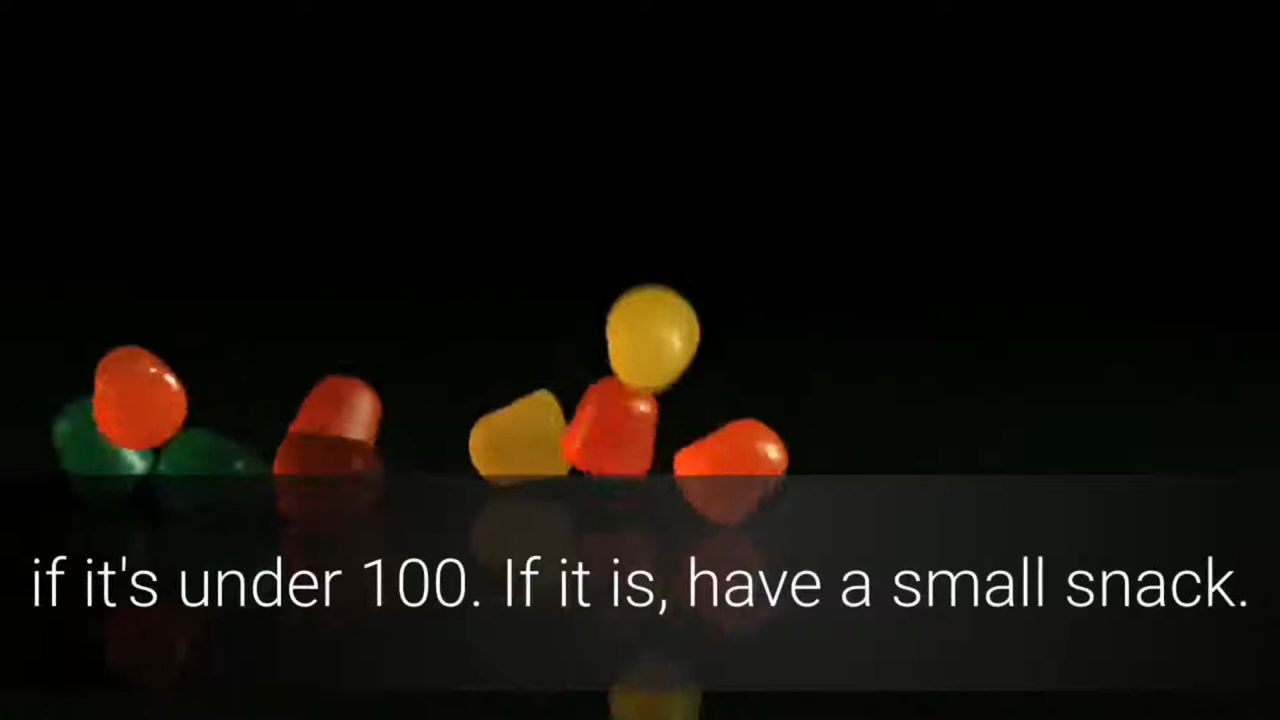 if it's under 100. If it is, have a small snack.